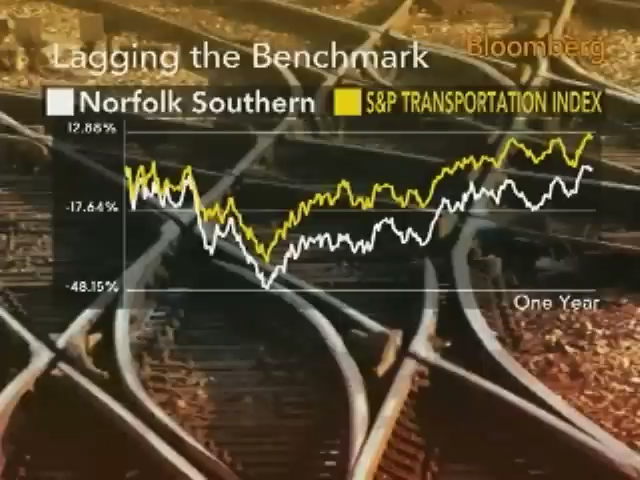 Bloomberg
Lagging the Benchmark
Norfolk Southern S&P TRANSPORTATION INDEX
12.88%
-17.64%
-48.15%
One Year